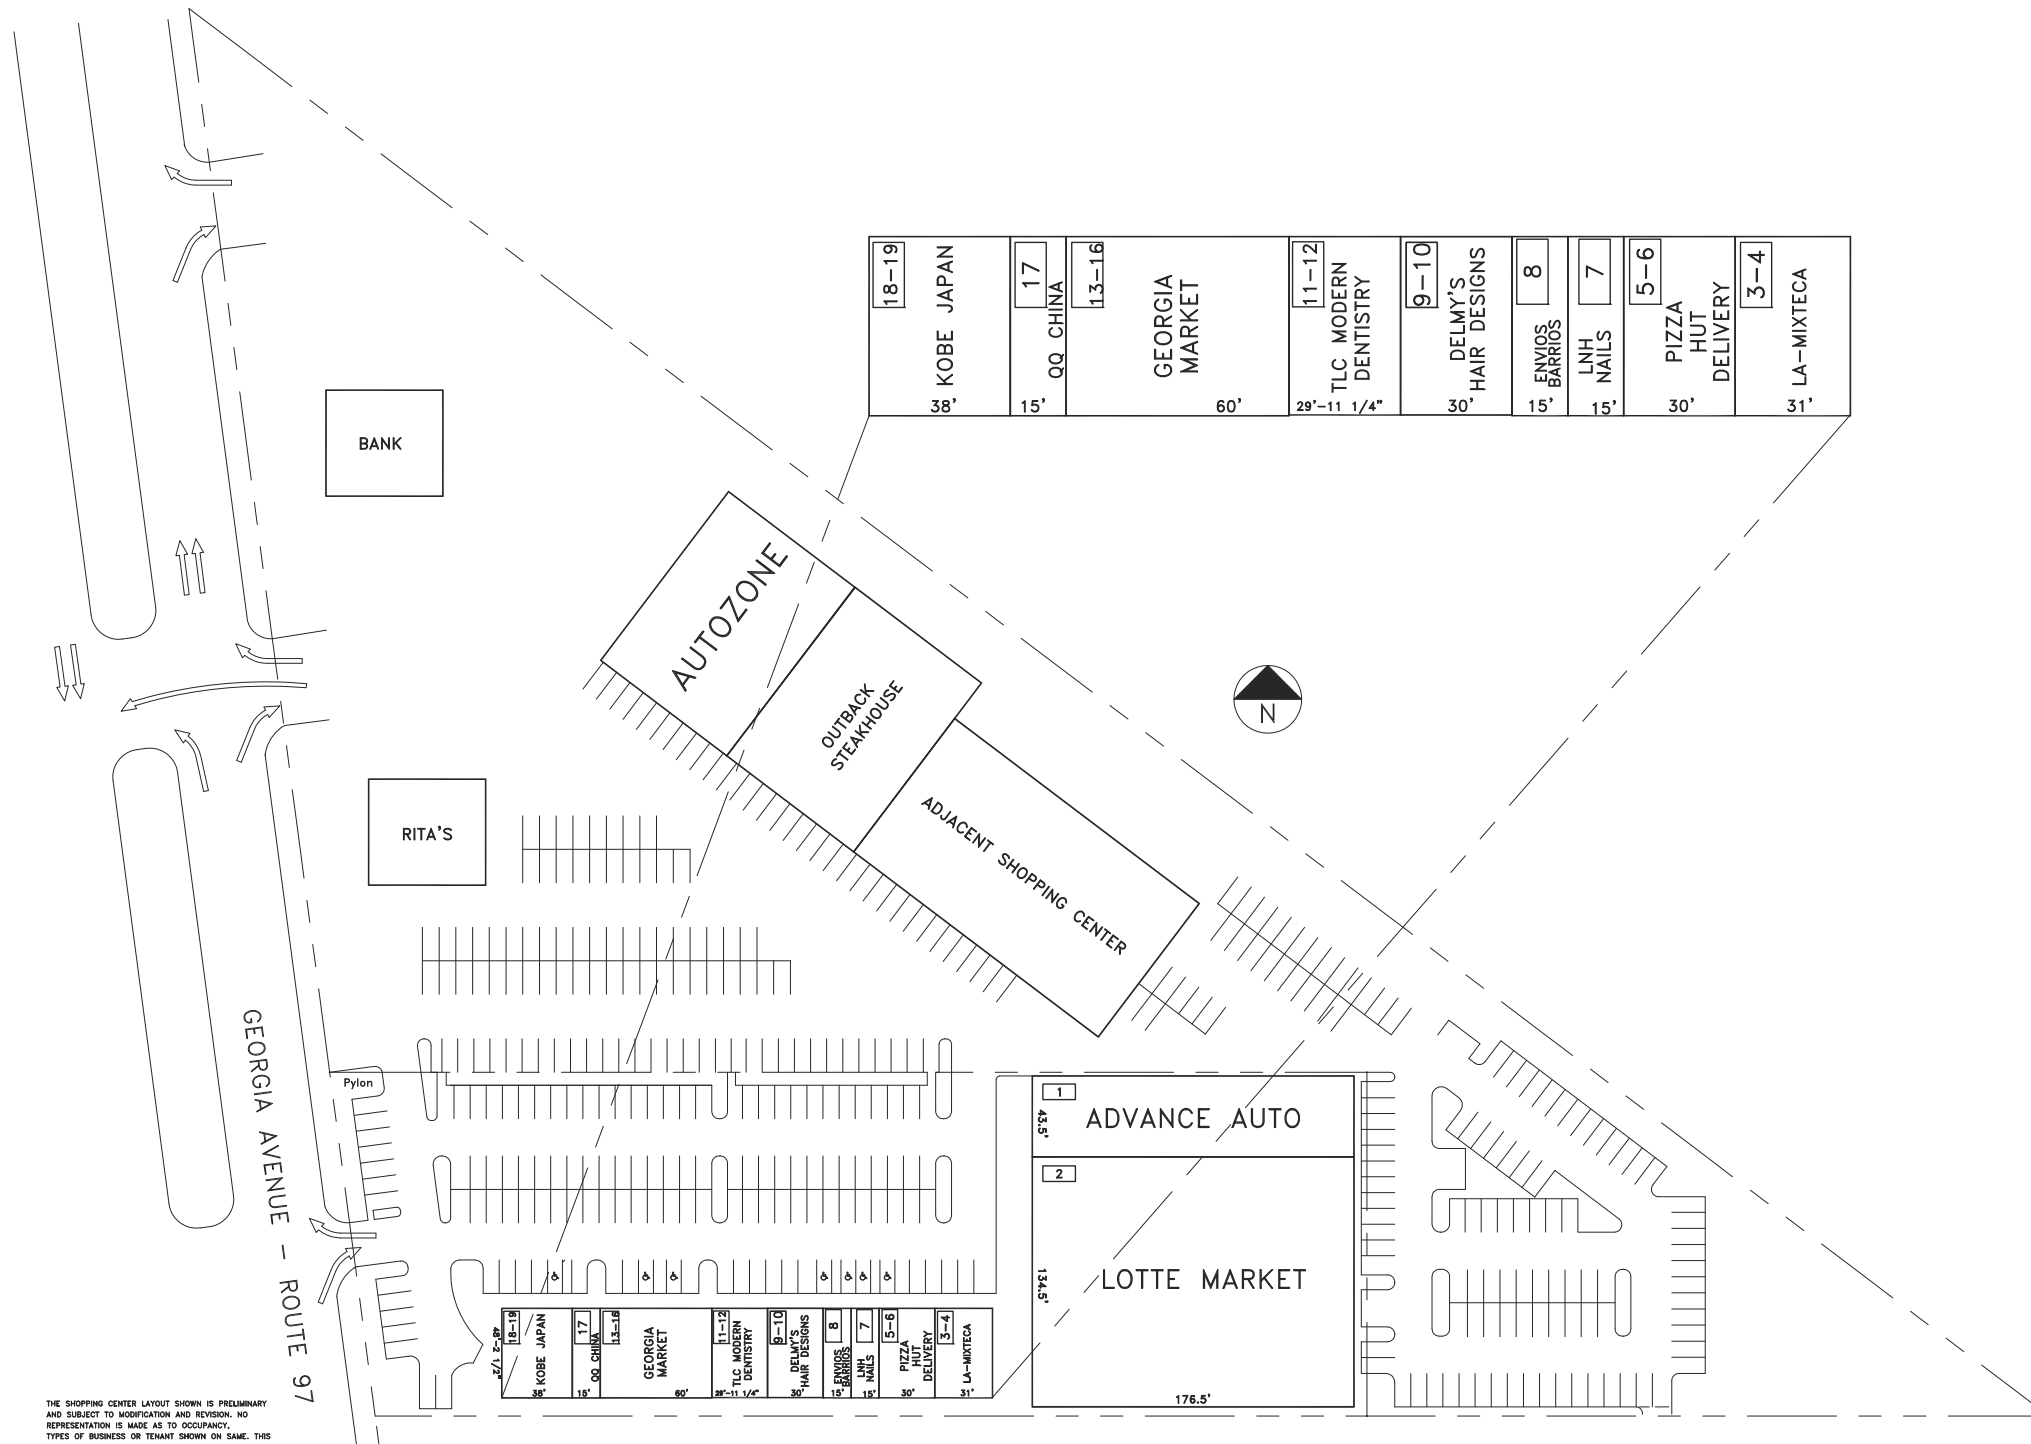 18-19
KOBE JAPAN
38'
17
QQ CHINA
15'
13-16
GEORGIA
MARKET
60'
11-12
TLC MODERN
DENTISTRY
29'-11 1/4"
9-10
DELMY'S
HAIR DESIGNS
30'
8
ENVIOS
BARRIOS
15'
7
LNH
NAILS
15'
5-6
PIZZA
HUT
DELIVERY
30'
3-4
LA-MIXTECA
31'
BANK
AUTOZONE
OUTBACK
STEAKHOUSE
N
RITA'S
ADJACENT SHOPPING CENTER
GEORGIA AVENUE - ROUTE 97
Pylon
1
43.5'
ADVANCE AUTO
2
134.5'
LOTTE MARKET
176.5'
48'-2 1/2"
18-19
KOBE JAPAN
38'
17
QQ CHINA
15'
13-16
GEORGIA
MARKET
60'
11-12
TLC MODERN
DENTISTRY
29'-11 1/4"
9-10
DELMY'S
HAIR DESIGNS
30'
8
ENVIOS
BARRIOS
15'
7
LNH
NAILS
15'
5-6
PIZZA
HUT
DELIVERY
30'
3-4
LA-MIXTECA
31'
THE SHOPPING CENTER LAYOUT SHOWN IS PRELIMINARY
AND SUBJECT TO MODIFICATION AND REVISION. NO
REPRESENTATION IS MADE AS TO OCCUPANCY,
TYPES OF BUSINESS OR TENANT SHOWN ON SAME. THIS